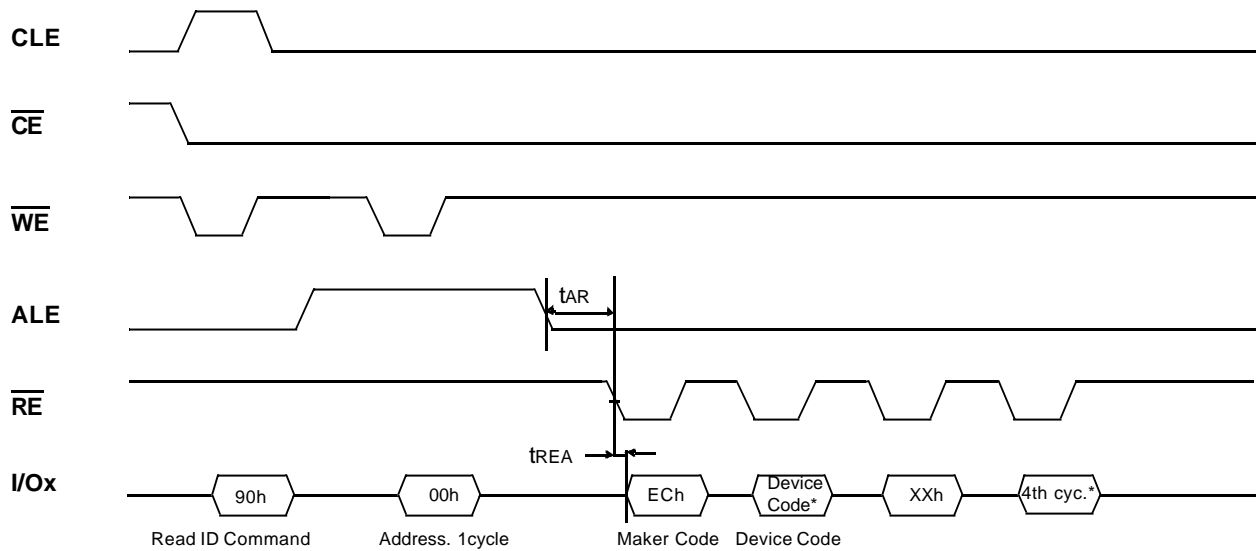 CLE
CE
WE
ALE
tAR
RE
tREA
I/Ox
90h
00h
ECh
Device
Code*
XXh
4th cyc.*
Read ID Command
Address. 1cycle
Maker Code
Device Code